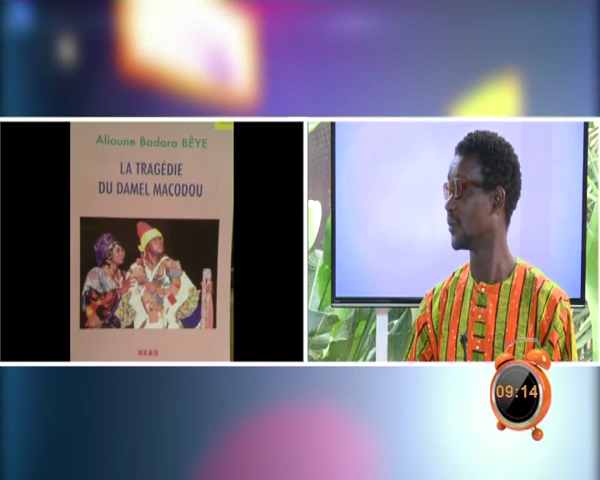 Alioune Badara BÈYE
LA TRAGÉDIE
DU DAMEL MACODOU
NEAS
09:14